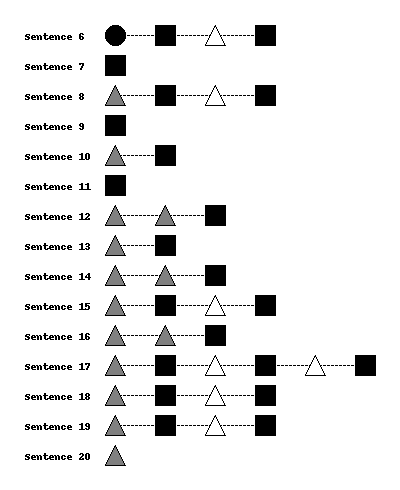 Sentence 6
Sentence 7
Sentence 8
Sentence 9
Sentence 10
Sentence 11
Sentence 12
Sentence 13
Sentence 14
Sentence 15
Sentence 16
Sentence 17
Sentence 18
Sentence 19
Sentence 20